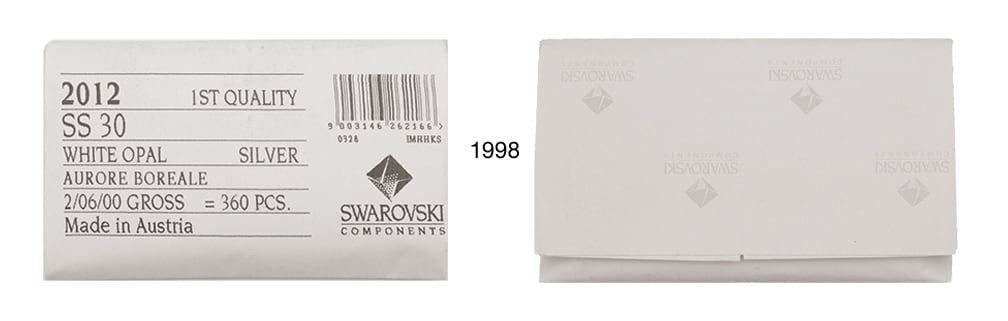 2012 1ST QUALITY
SS 30
WHITE OPAL SILVER
AURORE BOREALE
2/06/00 GROSS = 360 PCS.
Made in Austria
9 003146 262166 >
0928 IMHHKS
SWAROVSKI
COMPONENTS
1998
COMPONENTS
SWAROVSKI
COMPONENTS
SWAROVSKI
COMPONENTS
SWAROVSKI
COMPONENTS
SWAROVSKI